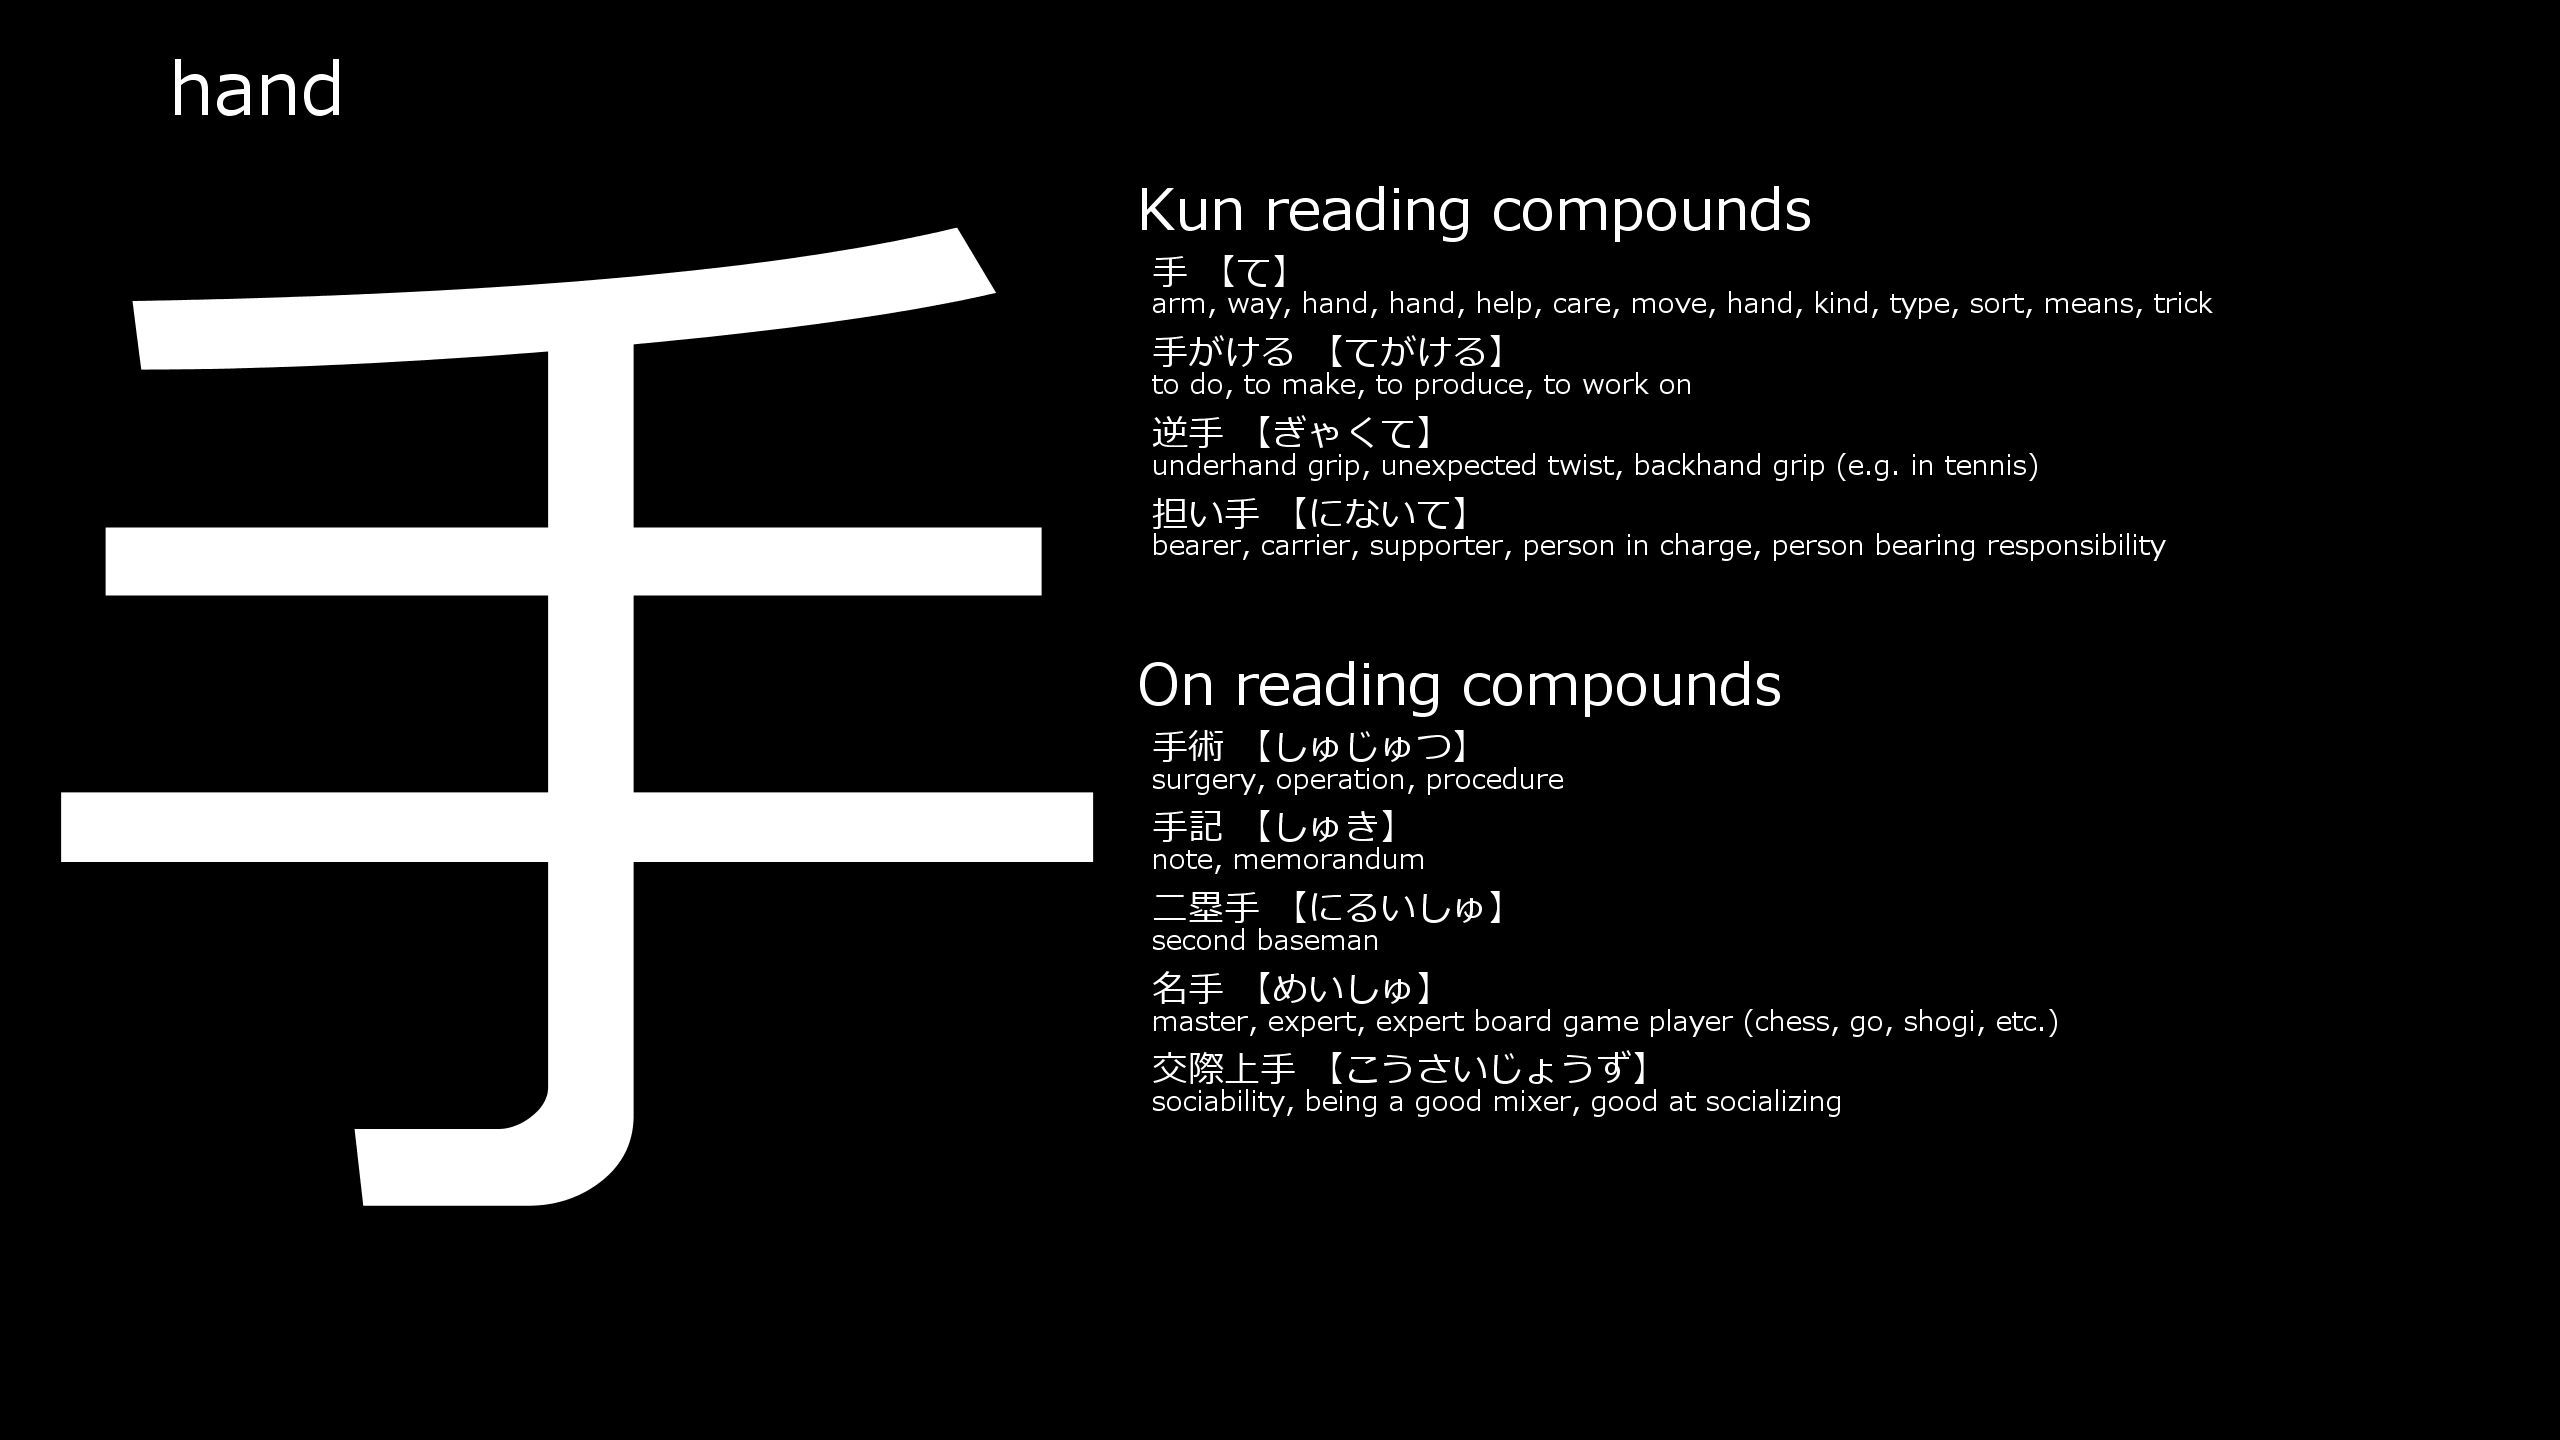 hand
手
Kun reading compounds
手 【て】
arm, way, hand, hand, help, care, move, hand, kind, type, sort, means, trick
手がける 【てがける】
to do, to make, to produce, to work on
逆手 【ぎゃくて】
underhand grip, unexpected twist, backhand grip (e.g. in tennis)
担い手 【にないて】
bearer, carrier, supporter, person in charge, person bearing responsibility
On reading compounds
手術 【しゅじゅつ】
surgery, operation, procedure
手記 【しゅき】
note, memorandum
二塁手 【にるいしゅ】
second baseman
名手 【めいしゅ】
master, expert, expert board game player (chess, go, shogi, etc.)
交際上手 【こうさいじょうず】
sociability, being a good mixer, good at socializing